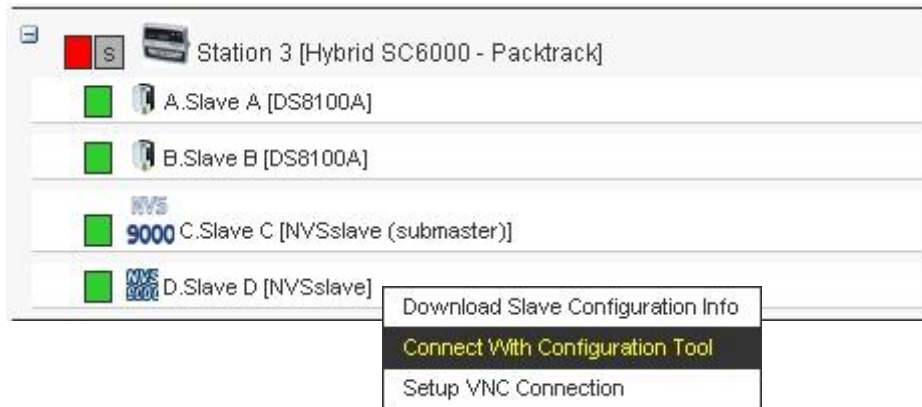 S Station 3 [Hybrid SC6000 - Packtrack]
A.Slave A [DS8100A]
B.Slave B [DS8100A]
NVS
9000 C.Slave C [NVSslave (submaster)]
NVS
D.Slave D [NVSslave]
Download Slave Configuration Info
Connect With Configuration Tool
Setup VNC Connection